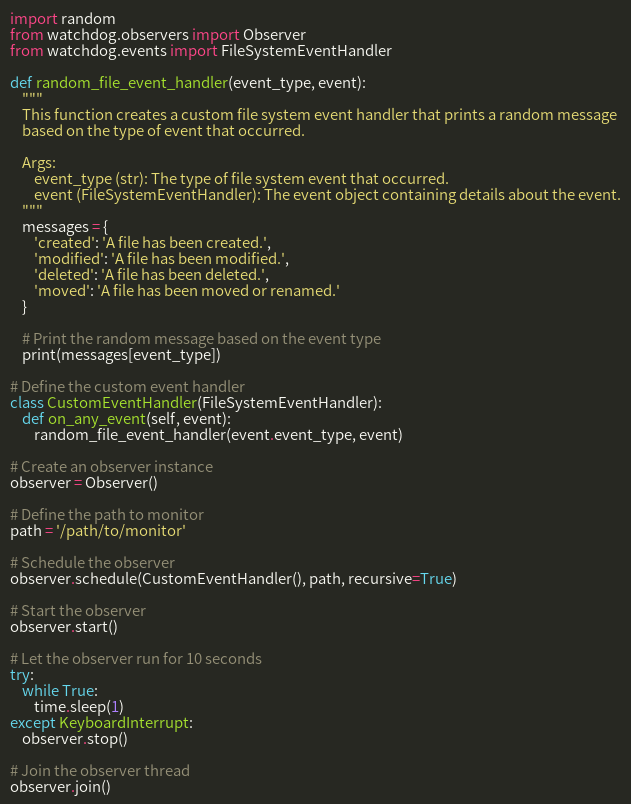 import random
from watchdog.observers import Observer
from watchdog.events import FileSystemEventHandler

def random_file_event_handler(event_type, event):
    """
    This function creates a custom file system event handler that prints a random message
    based on the type of event that occurred.

    Args:
        event_type (str): The type of file system event that occurred.
        event (FileSystemEventHandler): The event object containing details about the event.
    """
    messages = {
        'created': 'A file has been created.',
        'modified': 'A file has been modified.',
        'deleted': 'A file has been deleted.',
        'moved': 'A file has been moved or renamed.'
    }

    # Print the random message based on the event type
    print(messages[event_type])

# Define the custom event handler
class CustomEventHandler(FileSystemEventHandler):
    def on_any_event(self, event):
        random_file_event_handler(event.event_type, event)

# Create an observer instance
observer = Observer()

# Define the path to monitor
path = '/path/to/monitor'

# Schedule the observer
observer.schedule(CustomEventHandler(), path, recursive=True)

# Start the observer
observer.start()

# Let the observer run for 10 seconds
try:
    while True:
        time.sleep(1)
except KeyboardInterrupt:
    observer.stop()

# Join the observer thread
observer.join()